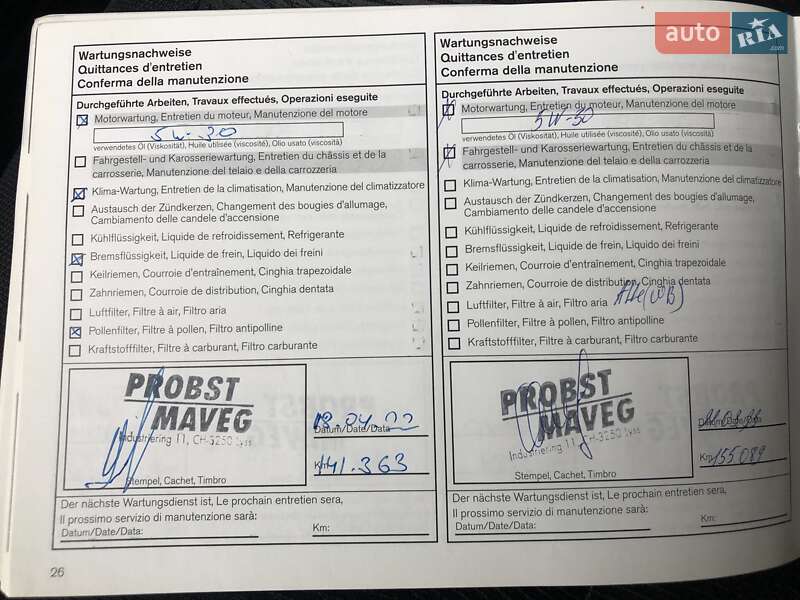 auto RIA.com
Wartungsnachweise
Quittances d'entretien
Conferma della manutenzione
Durchgeführte Arbeiten, Travaux effectués, Operazioni eseguite
Motorwartung, Entretien du moteur, Manutenzione del motore
5W-30
verwendetes Öl (Viskosität), Huile utilisée (viscosité), Olio usato (viscosità)
Fahrgestell- und Karosseriewartung, Entretien du châssis et de la
carrosserie, Manutenzione del telaio e della carrozzeria
Klima-Wartung, Entretien de la climatisation, Manutenzione del climatizzatore
Austausch der Zündkerzen, Changement des bougies d'allumage,
Cambiamento delle candele d'accensione
Kühlflüssigkeit, Liquide de refroidissement, Refrigerante
Bremsflüssigkeit, Liquide de frein, Liquido dei freini
Keilriemen, Courroie d'entraînement, Cinghia trapezoidale
Zahnriemen, Courroie de distribution, Cinghia dentata
Luftfilter, Filtre à air, Filtro aria
Pollenfilter, Filtre à pollen, Filtro antipolline
Kraftstofffilter, Filtre à carburant, Filtro carburante
PROBST
MAVEG
Industriering 11, CH-3250 Lyss
Stempel, Cachet, Timbro
19.04.22
Datum/Date/Data
Km
141.363
Der nächste Wartungsdienst ist, Le prochain entretien sera,
Il prossimo servizio di manutenzione sarà:
Datum/Date/Data:
Km:
26
Wartungsnachweise
Quittances d'entretien
Conferma della manutenzione
Durchgeführte Arbeiten, Travaux effectués, Operazioni eseguite
Motorwartung, Entretien du moteur, Manutenzione del motore
5W-30
verwendetes Öl (Viskosität), Huile utilisée (viscosité), Olio usato (viscosità)
Fahrgestell- und Karosseriewartung, Entretien du châssis et de la
carrosserie, Manutenzione del telaio e della carrozzeria
Klima-Wartung, Entretien de la climatisation, Manutenzione del climatizzatore
Austausch der Zündkerzen, Changement des bougies d'allumage,
Cambiamento delle candele d'accensione
Kühlflüssigkeit, Liquide de refroidissement, Refrigerante
Bremsflüssigkeit, Liquide de frein, Liquido dei freini
Keilriemen, Courroie d'entraînement, Cinghia trapezoidale
Zahnriemen, Courroie de distribution, Cinghia dentata
Luftfilter, Filtre à air, Filtro aria
Pollenfilter, Filtre à pollen, Filtro antipolline
Kraftstofffilter, Filtre à carburant, Filtro carburante
PROBST
MAVEG
Industriering 11, CH-3250 Lyss
Stempel, Cachet, Timbro
Datum/Date/Data
Km
155089
Der nächste Wartungsdienst ist, Le prochain entretien sera,
Il prossimo servizio di manutenzione sarà:
Datum/Date/Data:
Km: